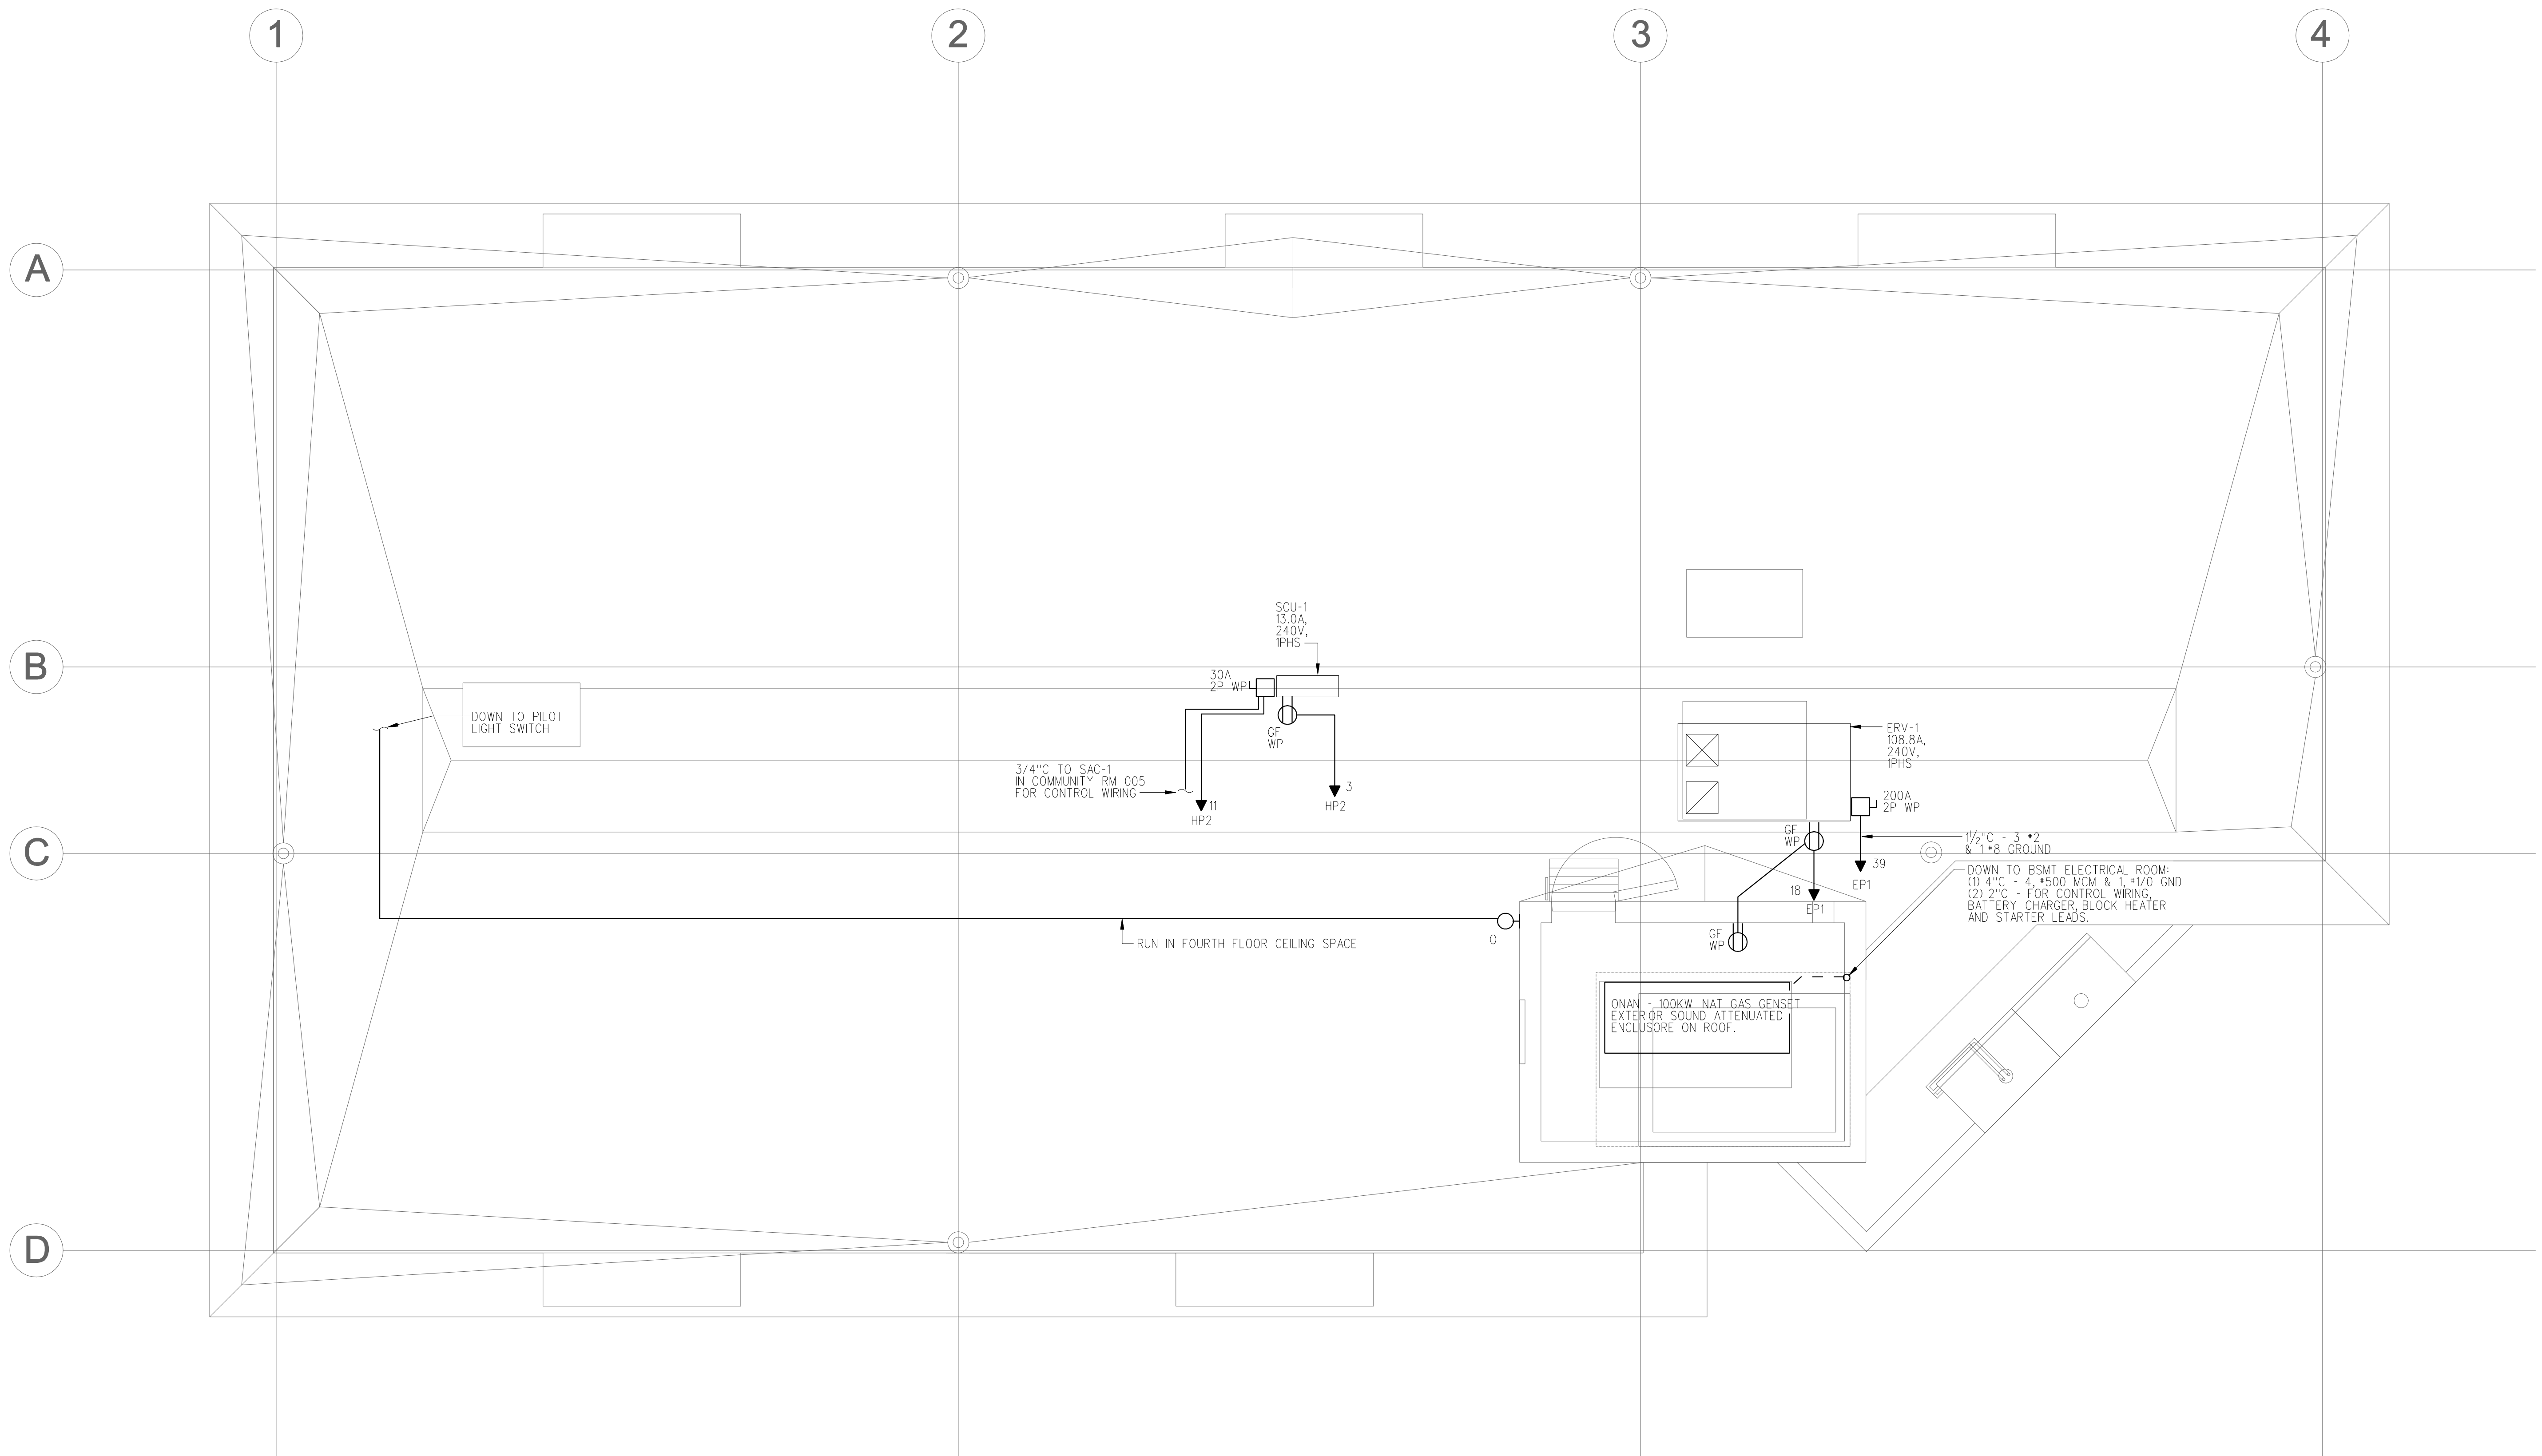 1
2
3
4
A
B
C
D
SCU-1
13.0A,
240V,
1PHS
30A
2P WP
GF
WP
DOWN TO PILOT
LIGHT SWITCH
3/4"C TO SAC-1
IN COMMUNITY RM 005
FOR CONTROL WIRING
11
HP2
3
HP2
ERV-1
108.8A,
240V,
1PHS
200A
2P WP
GF
WP
1 1/2"C - 3 #2
& 1 #8 GROUND
39
EP1
18
EP1
DOWN TO BSMT ELECTRICAL ROOM:
(1) 4"C - 4, #500 MCM & 1, #1/0 GND
(2) 2"C - FOR CONTROL WIRING,
BATTERY CHARGER, BLOCK HEATER
AND STARTER LEADS.
O
RUN IN FOURTH FLOOR CEILING SPACE
GF
WP
ONAN - 100KW NAT GAS GENSET
EXTERIOR SOUND ATTENUATED
ENCLUSORE ON ROOF.